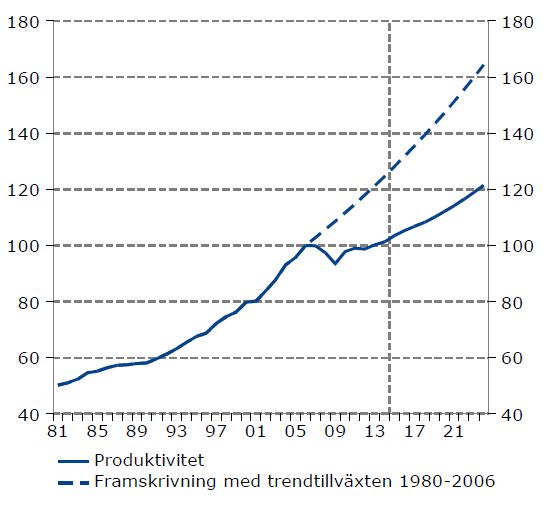 180 180
160 160
140 140
120 120
100 100
80 80
60 60
40 40
81 85 89 93 97 01 05 09 13 17 21
Produktivitet
Framskrivning med trendtillväxten 1980-2006